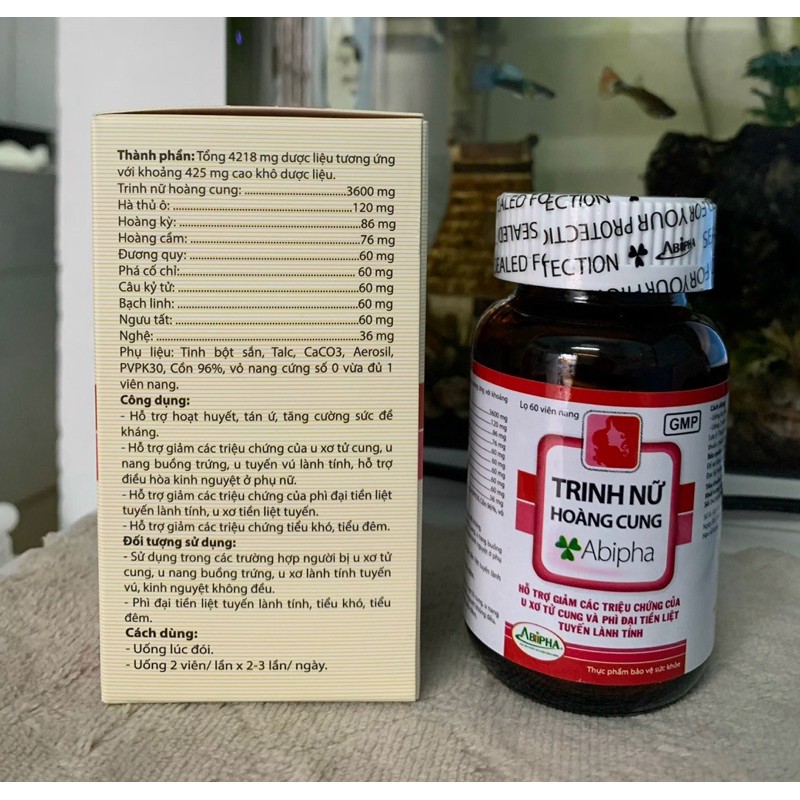 Thành phần: Tổng 4218 mg dược liệu tương ứng
với khoảng 425 mg cao khô dược liệu.
Trinh nữ hoàng cung: ........................3600 mg
Hà thủ ô: ........................120 mg
Hoàng kỳ: ........................86 mg
Hoàng cầm: ........................76 mg
Đương quy: ........................60 mg
Phá cố chỉ: ........................60 mg
Câu kỷ tử: ........................60 mg
Bạch linh: ........................60 mg
Ngưu tất: ........................60 mg
Nghệ: ........................36 mg
Phụ liệu: Tinh bột sắn, Talc, CaCO3, Aerosil,
PVPK30, Cồn 96%, vỏ nang cứng số 0 vừa đủ 1
viên nang.
Công dụng:
- Hỗ trợ hoạt huyết, tán ứ, tăng cường sức đề
kháng.
- Hỗ trợ giảm các triệu chứng của u xơ tử cung, u
nang buồng trứng, u tuyến vú lành tính, hỗ trợ
điều hòa kinh nguyệt ở phụ nữ.
- Hỗ trợ giảm các triệu chứng của phì đại tiền liệt
tuyến lành tính, u xơ tiền liệt tuyến.
- Hỗ trợ giảm các triệu chứng tiểu khó, tiểu đêm.
Đối tượng sử dụng:
- Sử dụng trong các trường hợp người bị u xơ tử
cung, u nang buồng trứng, u xơ lành tính tuyến
vú, kinh nguyệt không đều.
- Phì đại tiền liệt tuyến lành tính, tiểu khó, tiểu
đêm.
Cách dùng:
- Uống lúc đói.
- Uống 2 viên/ lần x 2-3 lần/ ngày.
SEALED
FOR YOUR PROTECTI
ABIPHA
Lọ 60 viên nang
GMP
TRINH NỮ
HOÀNG CUNG
Abipha
HỖ TRỢ GIẢM CÁC TRIỆU CHỨNG CỦA
U XƠ TỬ CUNG VÀ PHÌ ĐẠI TIỀN LIỆT
TUYẾN LÀNH TÍNH
ABIPHA
Thực phẩm bảo vệ sức khỏe